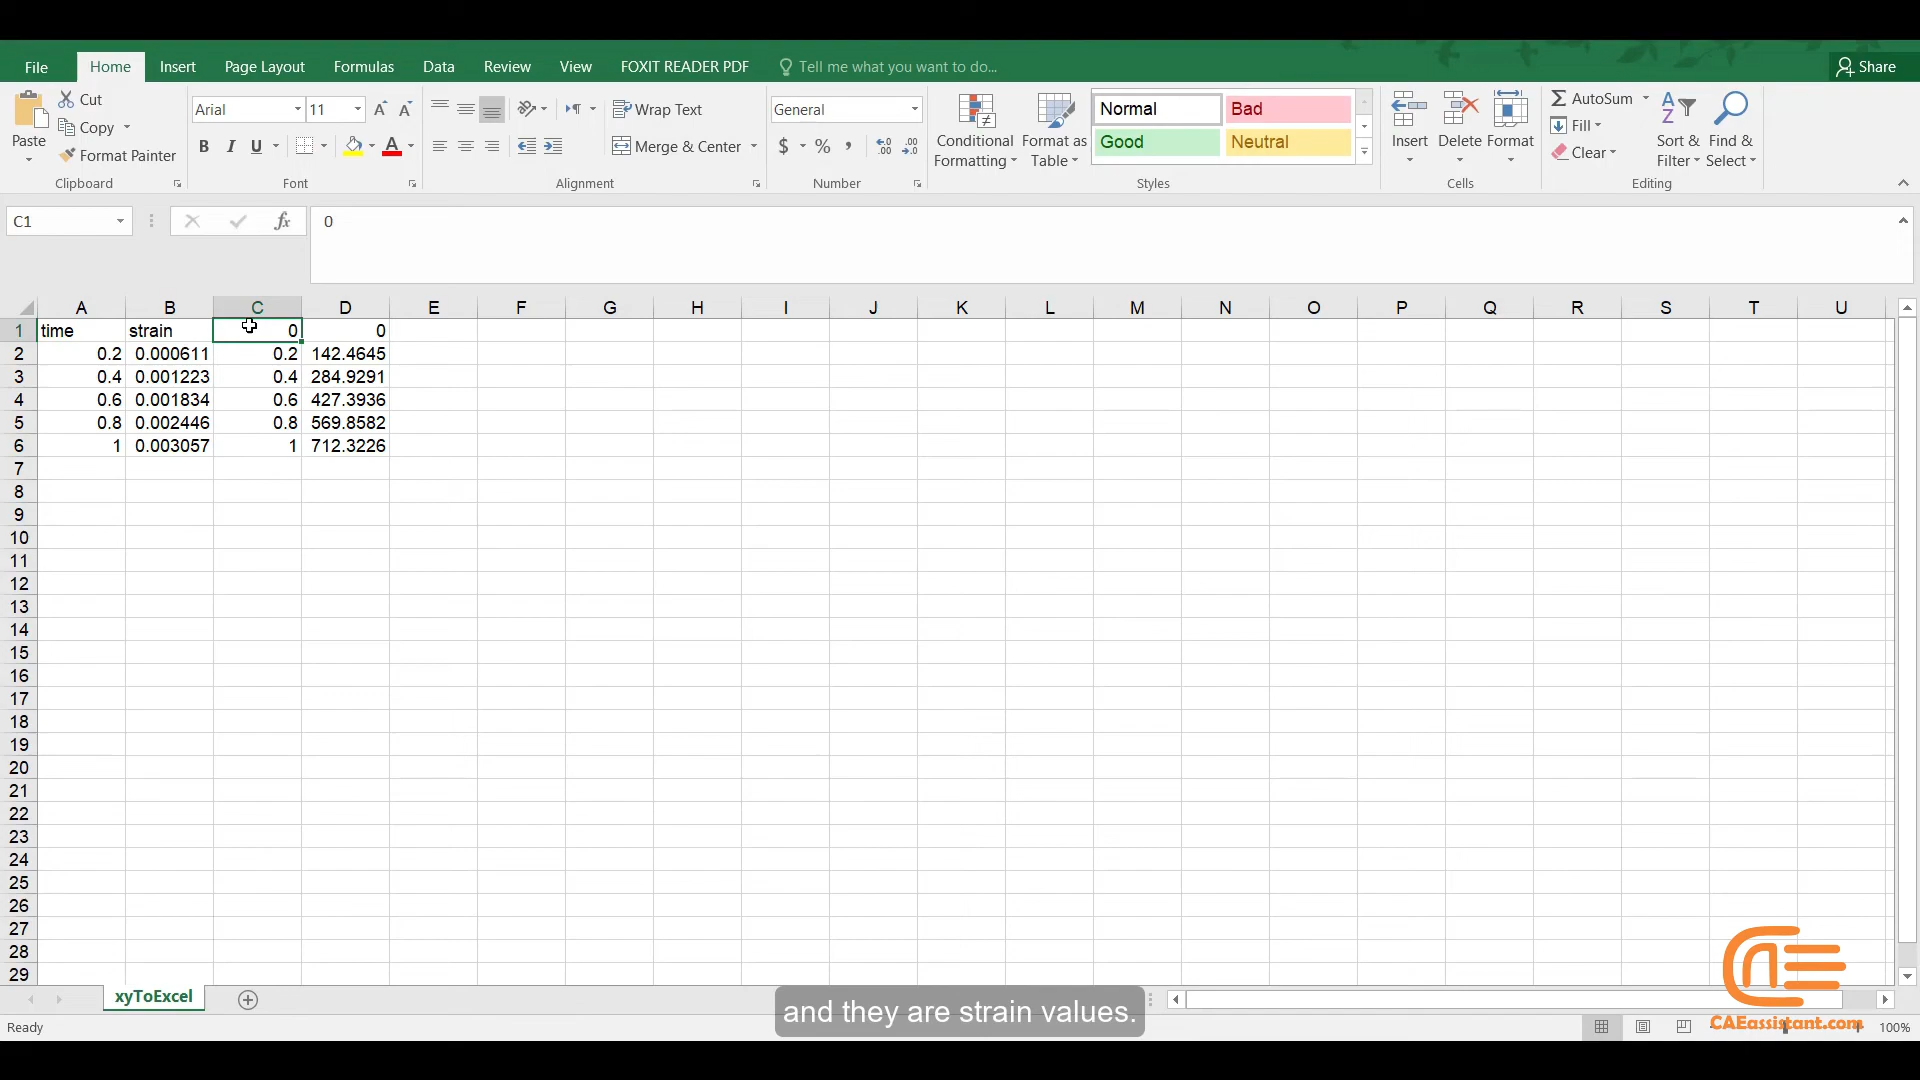 File Home Insert Page Layout Formulas Data Review View FOXIT READER PDF Tell me what you want to do... Share
Paste
Cut
Copy
Format Painter
Clipboard
Arial 11 A A
B I U A
Font
Wrap Text
Merge & Center
Alignment
General
$ % ,
Number
Conditional Formatting
Format as Table
Normal Bad
Good Neutral
Styles
Insert Delete Format
Cells
AutoSum
Fill
Clear
Sort & Filter
Find & Select
Editing
C1 fx 0
A B C D E F G H I J K L M N O P Q R S T U
1 time strain 0 0
2 0.2 0.000611 0.2 142.4645
3 0.4 0.001223 0.4 284.9291
4 0.6 0.001834 0.6 427.3936
5 0.8 0.002446 0.8 569.8582
6 1 0.003057 1 712.3226
7
8
9
10
11
12
13
14
15
16
17
18
19
20
21
22
23
24
25
26
27
28
29
xyToExcel
and they are strain values.
Ready
CAEassistant.com
100%